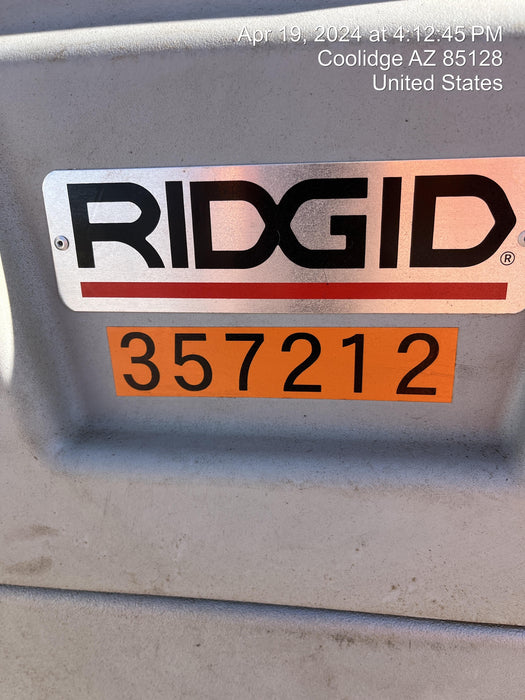 Apr 19, 2024 at 4:12:45 PM
Coolidge AZ 85128
United States
RIDGID®
357212